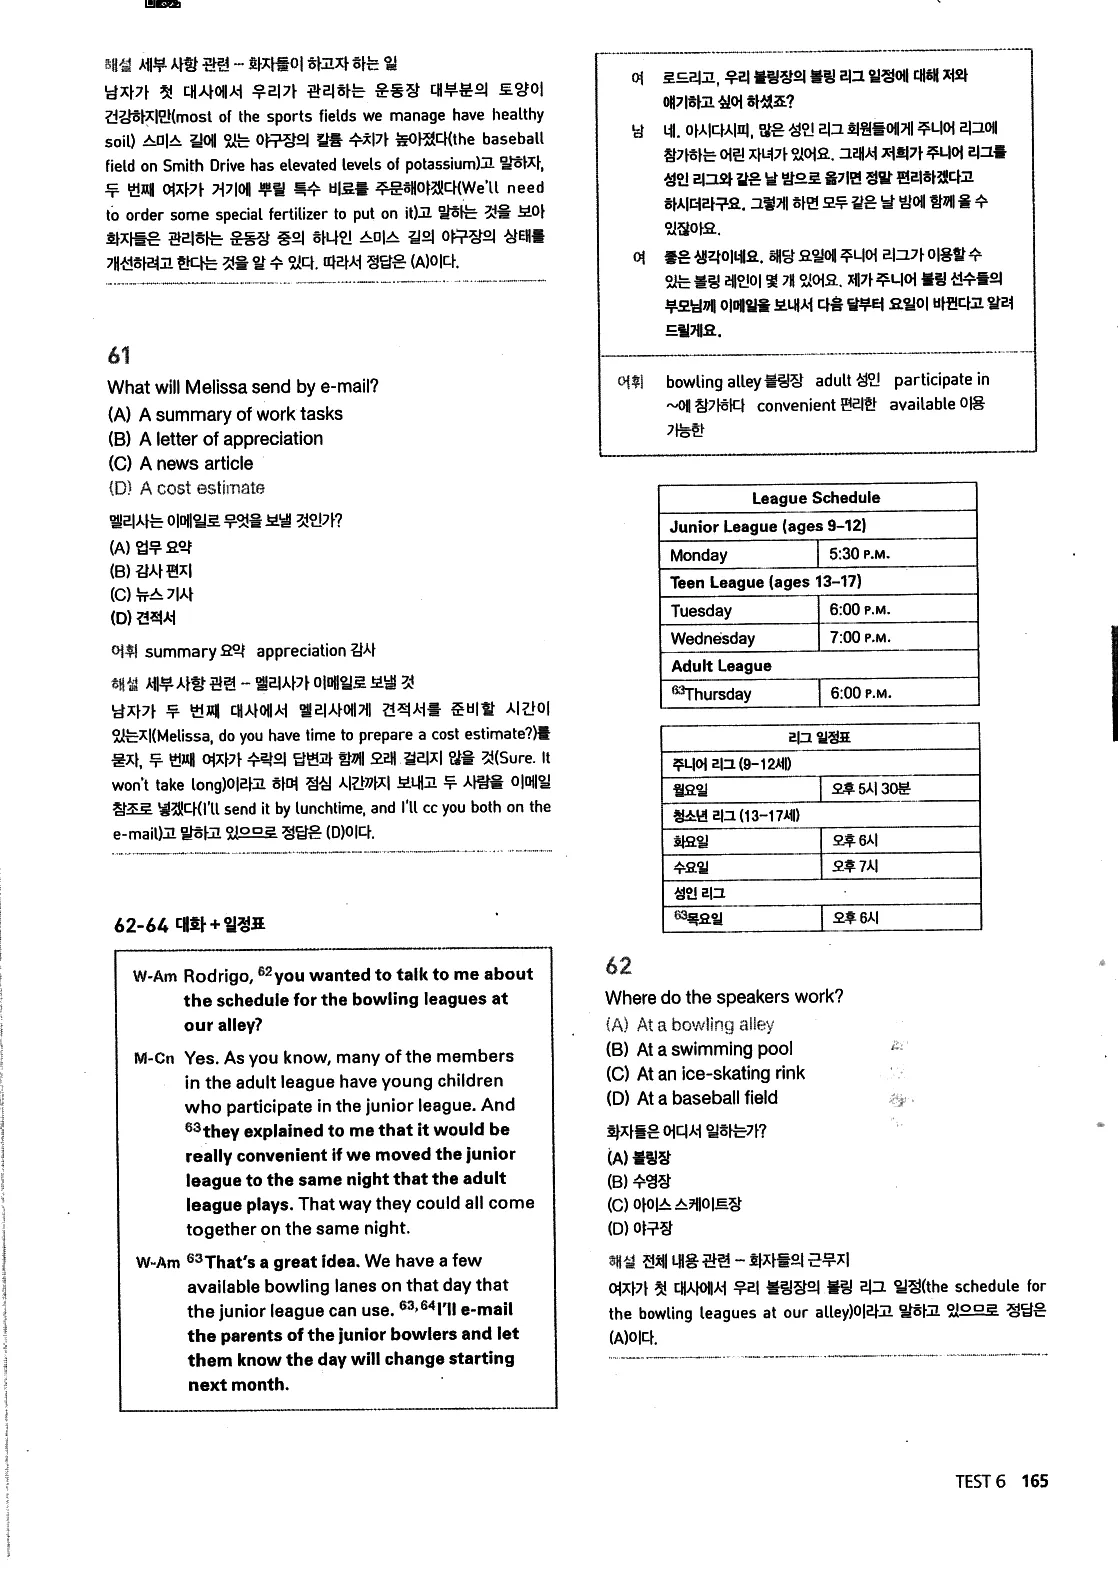 해설 세부 사항 관련 – 화자들이 하고자 하는 일
남자가 첫 대사에서 우리가 관리하는 운동장 대부분의 토양이
건강하지만(most of the sports fields we manage have healthy
soil) 스미스 길에 있는 야구장의 칼륨 수치가 높아졌다(the baseball
field on Smith Drive has elevated levels of potassium)고 말하자,
두 번째 여자가 거기에 뿌릴 특수 비료를 주문해야겠다(We'll need
to order some special fertilizer to put on it)고 말하는 것을 보아
화자들은 관리하는 운동장 중의 하나인 스미스 길의 야구장의 상태를
개선하려고 한다는 것을 알 수 있다. 따라서 정답은 (A)이다.
61
What will Melissa send by e-mail?
(A) A summary of work tasks
(B) A letter of appreciation
(C) A news article
(D) A cost estimate
멜리사는 이메일로 무엇을 보낼 것인가?
(A) 업무 요약
(B) 감사 편지
(C) 뉴스 기사
(D) 견적서
어휘 summary 요약 appreciation 감사
해설 세부 사항 관련 – 멜리사가 이메일로 보낼 것
남자가 두 번째 대사에서 멜리사에게 견적서를 준비할 시간이
있는지(Melissa, do you have time to prepare a cost estimate?)를
묻자, 두 번째 여자가 수락의 답변과 함께 오래 걸리지 않을 것(Sure. It
won't take long)이라고 하며 점심 시간까지 보내고 두 사람을 이메일
참조로 넣겠다(I'll send it by lunchtime, and I'll cc you both on the
e-mail)고 말하고 있으므로 정답은 (D)이다.
62-64 대화 + 일정표
W-Am Rodrigo, 62you wanted to talk to me about
the schedule for the bowling leagues at
our alley?
M-Cn Yes. As you know, many of the members
in the adult league have young children
who participate in the junior league. And
63they explained to me that it would be
really convenient if we moved the junior
league to the same night that the adult
league plays. That way they could all come
together on the same night.
W-Am 63That's a great idea. We have a few
available bowling lanes on that day that
the junior league can use. 63,64I'll e-mail
the parents of the junior bowlers and let
them know the day will change starting
next month.
여 로드리고, 우리 볼링장의 볼링 리그 일정에 대해 저와
얘기하고 싶어 하셨죠?
남 네. 아시다시피, 많은 성인 리그 회원들에게 주니어 리그에
참가하는 어린 자녀가 있어요. 그래서 저희가 주니어 리그를
성인 리그와 같은 날 밤으로 옮기면 정말 편리하겠다고
하시더라구요. 그렇게 하면 모두 같은 날 밤에 함께 올 수
있잖아요.
여 좋은 생각이네요. 해당 요일에 주니어 리그가 이용할 수
있는 볼링 레인이 몇 개 있어요. 제가 주니어 볼링 선수들의
부모님께 이메일을 보내서 다음 달부터 요일이 바뀐다고 알려
드릴게요.
어휘 bowling alley 볼링장 adult 성인 participate in
~에 참가하다 convenient 편리한 available 이용
가능한
League Schedule
Junior League (ages 9–12)
Monday 5:30 P.M.
Teen League (ages 13–17)
Tuesday 6:00 P.M.
Wednesday 7:00 P.M.
Adult League
63Thursday 6:00 P.M.
리그 일정표
주니어 리그 (9–12세)
월요일 오후 5시 30분
청소년 리그 (13–17세)
화요일 오후 6시
수요일 오후 7시
성인 리그
63목요일 오후 6시
62
Where do the speakers work?
(A) At a bowling alley
(B) At a swimming pool
(C) At an ice-skating rink
(D) At a baseball field
화자들은 어디서 일하는가?
(A) 볼링장
(B) 수영장
(C) 아이스 스케이트장
(D) 야구장
해설 전체 내용 관련 – 화자들의 근무지
여자가 첫 대사에서 우리 볼링장의 볼링 리그 일정(the schedule for
the bowling leagues at our alley)이라고 말하고 있으므로 정답은
(A)이다.
TEST 6 165